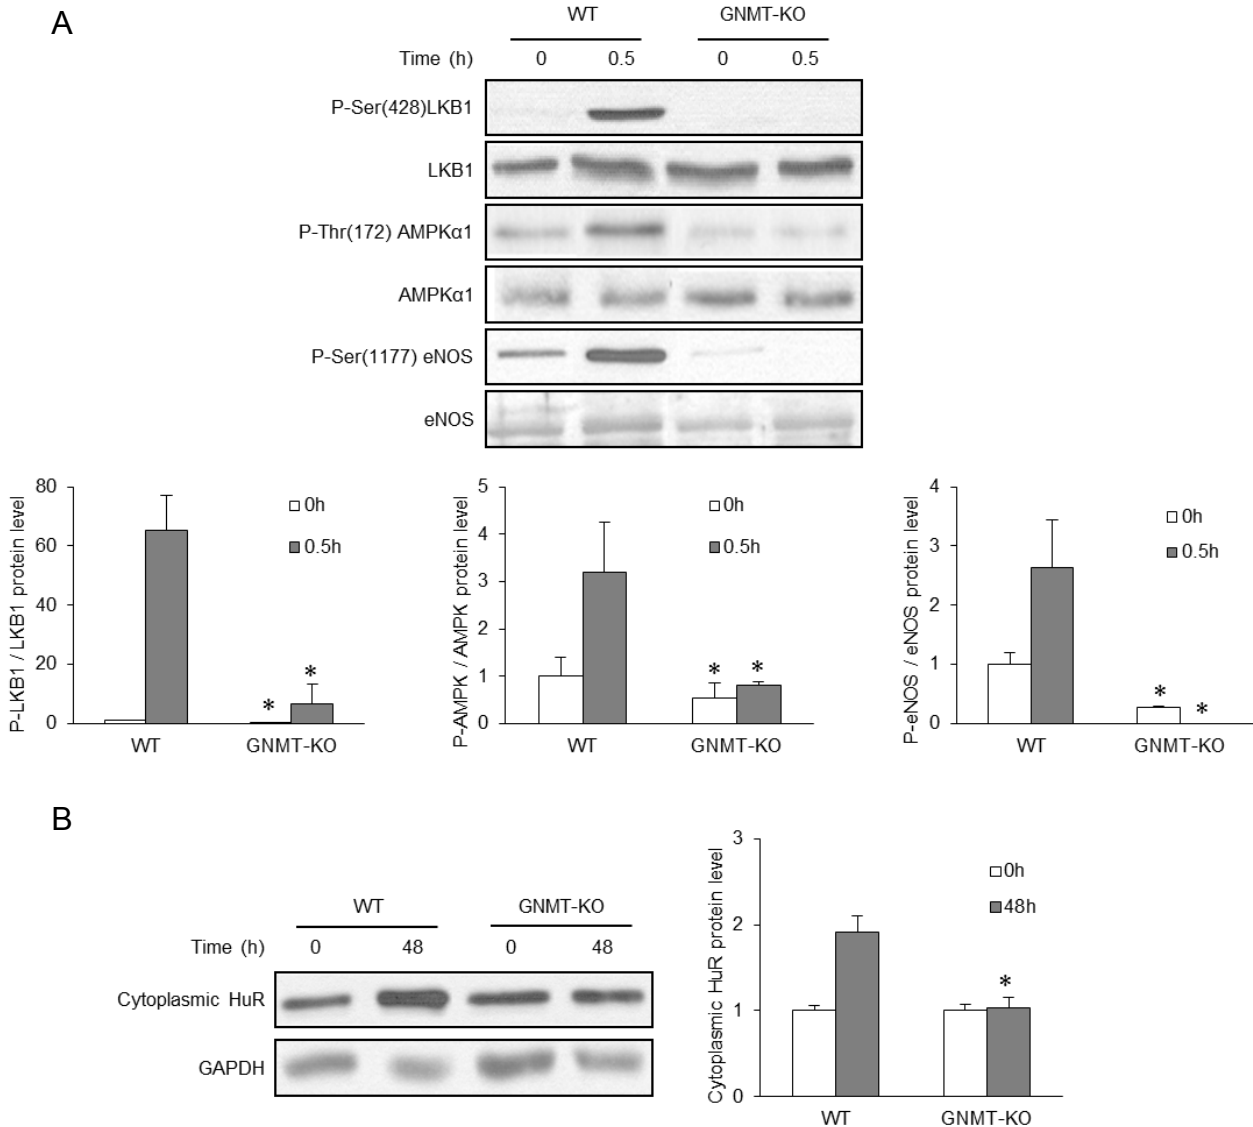 A
WT GNMT-KO
Time (h) 0 0.5 0 0.5
P-Ser(428)LKB1
LKB1
P-Thr(172) AMPKα1
AMPKα1
P-Ser(1177) eNOS
eNOS
P-LKB1 / LKB1 protein level
80
60
40
20
0
0h
0.5h
*
*
WT GNMT-KO
P-AMPK / AMPK protein level
5
4
3
2
1
0
0h
0.5h
* *
WT GNMT-KO
P-eNOS / eNOS protein level
4
3
2
1
0
0h
0.5h
*
*
WT GNMT-KO
B
WT GNMT-KO
Time (h) 0 48 0 48
Cytoplasmic HuR
GAPDH
Cytoplasmic HuR protein level
3
2
1
0
0h
48h
*
WT GNMT-KO